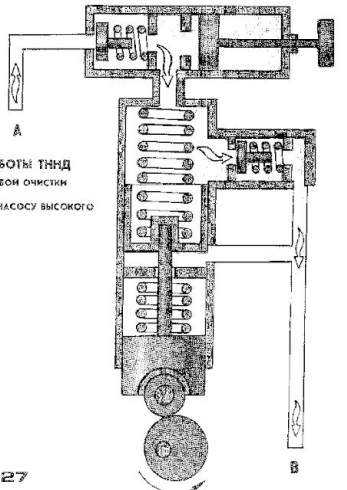 А
БОТЫ ТННД
БОЙ ОЧИСТКИ
НАСОСУ ВЫСОКОГО
27
В